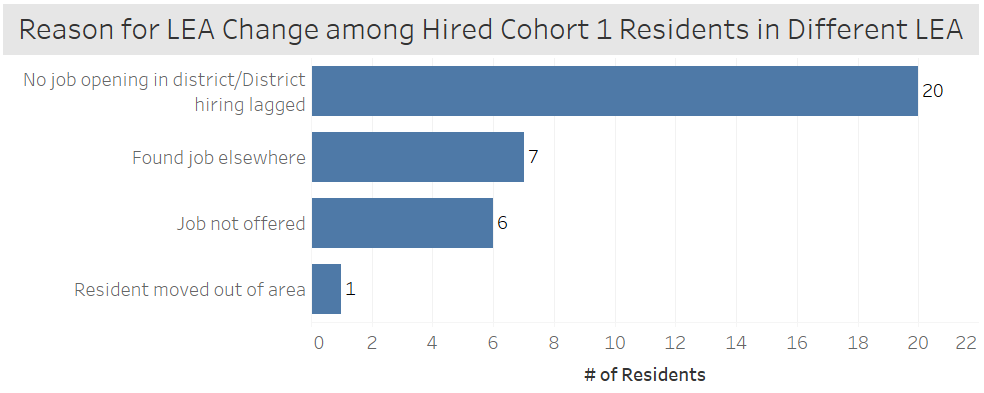 Reason for LEA Change among Hired Cohort 1 Residents in Different LEA
No job opening in district/District
hiring lagged
20
Found job elsewhere
7
Job not offered
6
Resident moved out of area
1
0 2 4 6 8 10 12 14 16 18 20 22
# of Residents